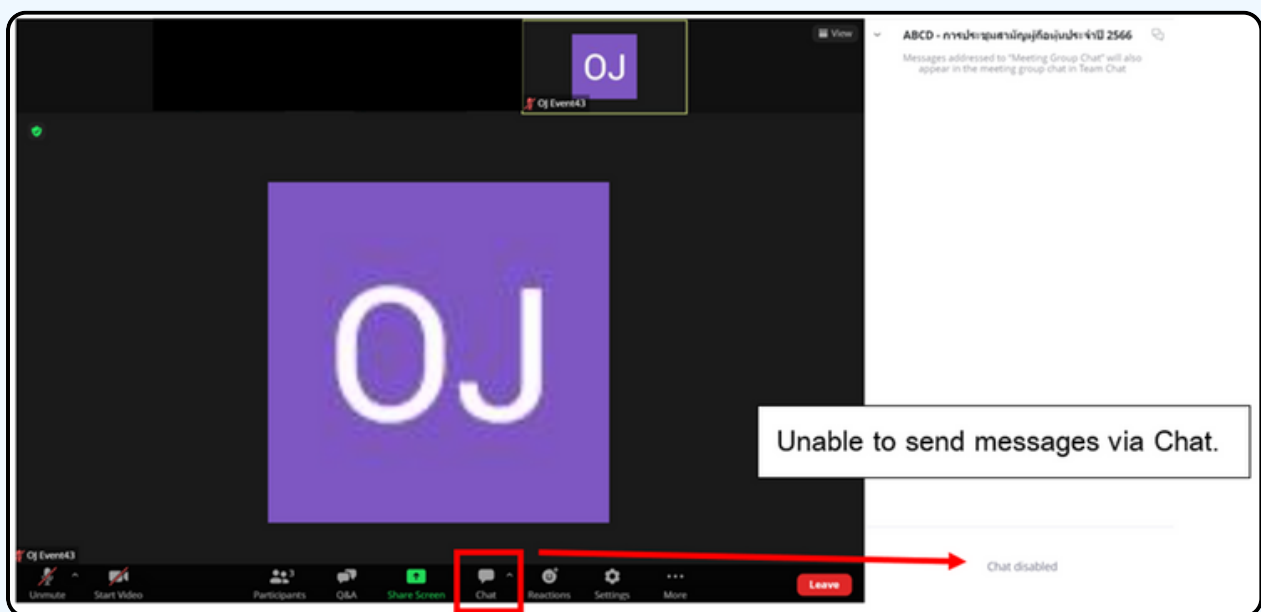 View
ABCD - การประชุมสามัญผู้ถือหุ้นประจำปี 2566
Messages addressed to "Meeting Group Chat" will also
appear in the meeting group chat in Team Chat
OJ
OJ Event43
OJ
Unable to send messages via Chat.
OJ Event43
Chat disabled
Unmute
Start Video
3
Participants
Q&A
Share Screen
Chat
Reactions
Settings
More
Leave